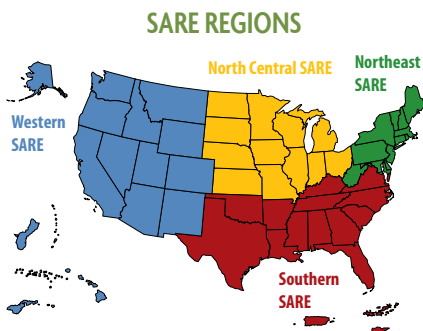 SARE REGIONS
North Central SARE
Northeast
SARE
Western
SARE
Southern
SARE